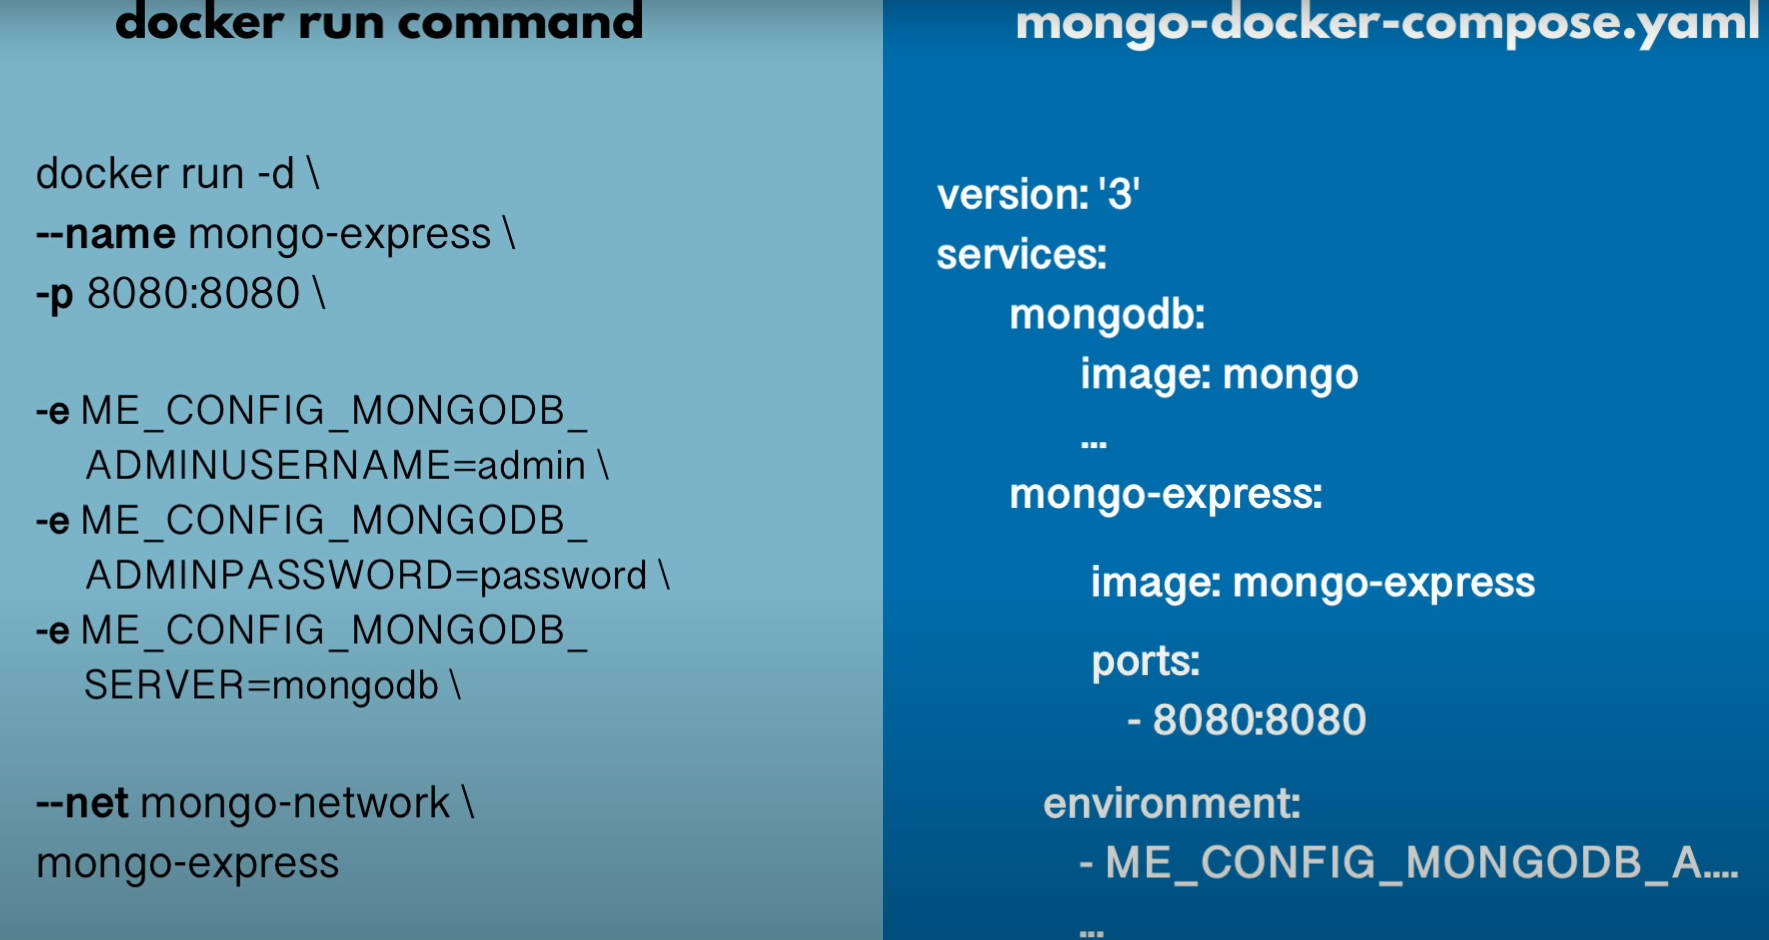 docker run command
docker run -d \
--name mongo-express \
-p 8080:8080 \
-e ME_CONFIG_MONGODB_
ADMINUSERNAME=admin \
-e ME_CONFIG_MONGODB_
ADMINPASSWORD=password \
-e ME_CONFIG_MONGODB_
SERVER=mongodb \
--net mongo-network \
mongo-express
mongo-docker-compose.yaml
version: '3'
services:
mongodb:
image: mongo
...
mongo-express:
image: mongo-express
ports:
- 8080:8080
environment:
- ME_CONFIG_MONGODB_A....
...